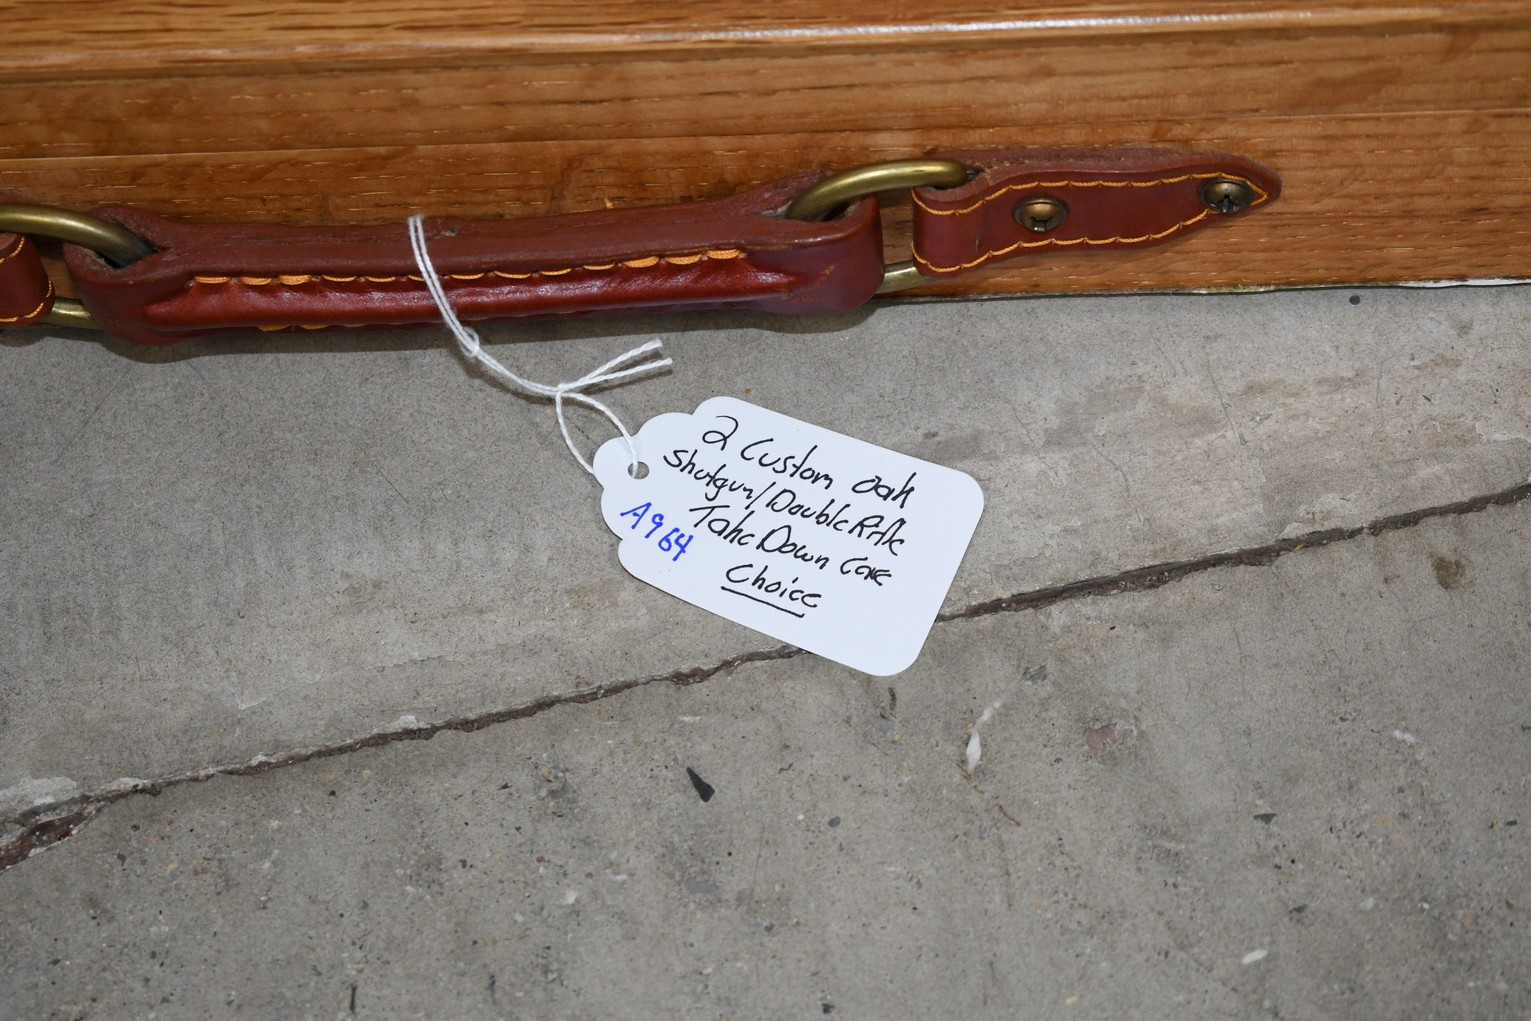 2 Custom oak
Shotgun/Double Rifle
Take Down Case
Choice
A964